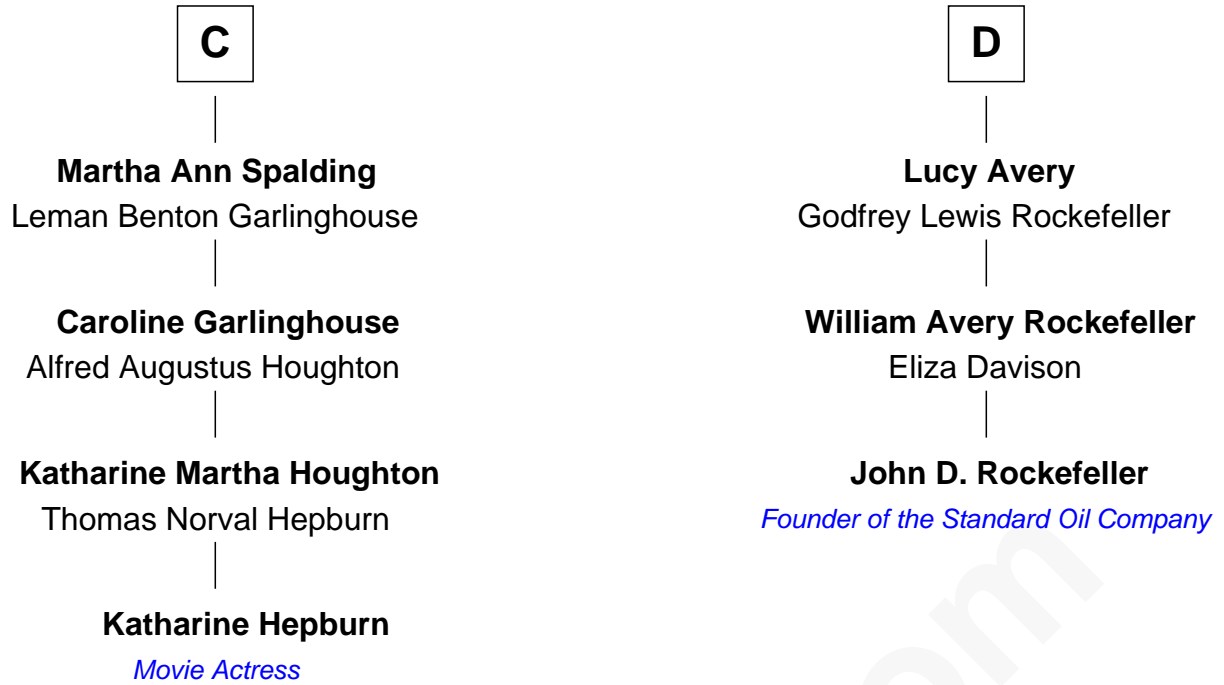 C
Martha Ann Spalding
Leman Benton Garlinghouse
Caroline Garlinghouse
Alfred Augustus Houghton
Katharine Martha Houghton
Thomas Norval Hepburn
Katharine Hepburn
Movie Actress
D
Lucy Avery
Godfrey Lewis Rockefeller
William Avery Rockefeller
Eliza Davison
John D. Rockefeller
Founder of the Standard Oil Company
om